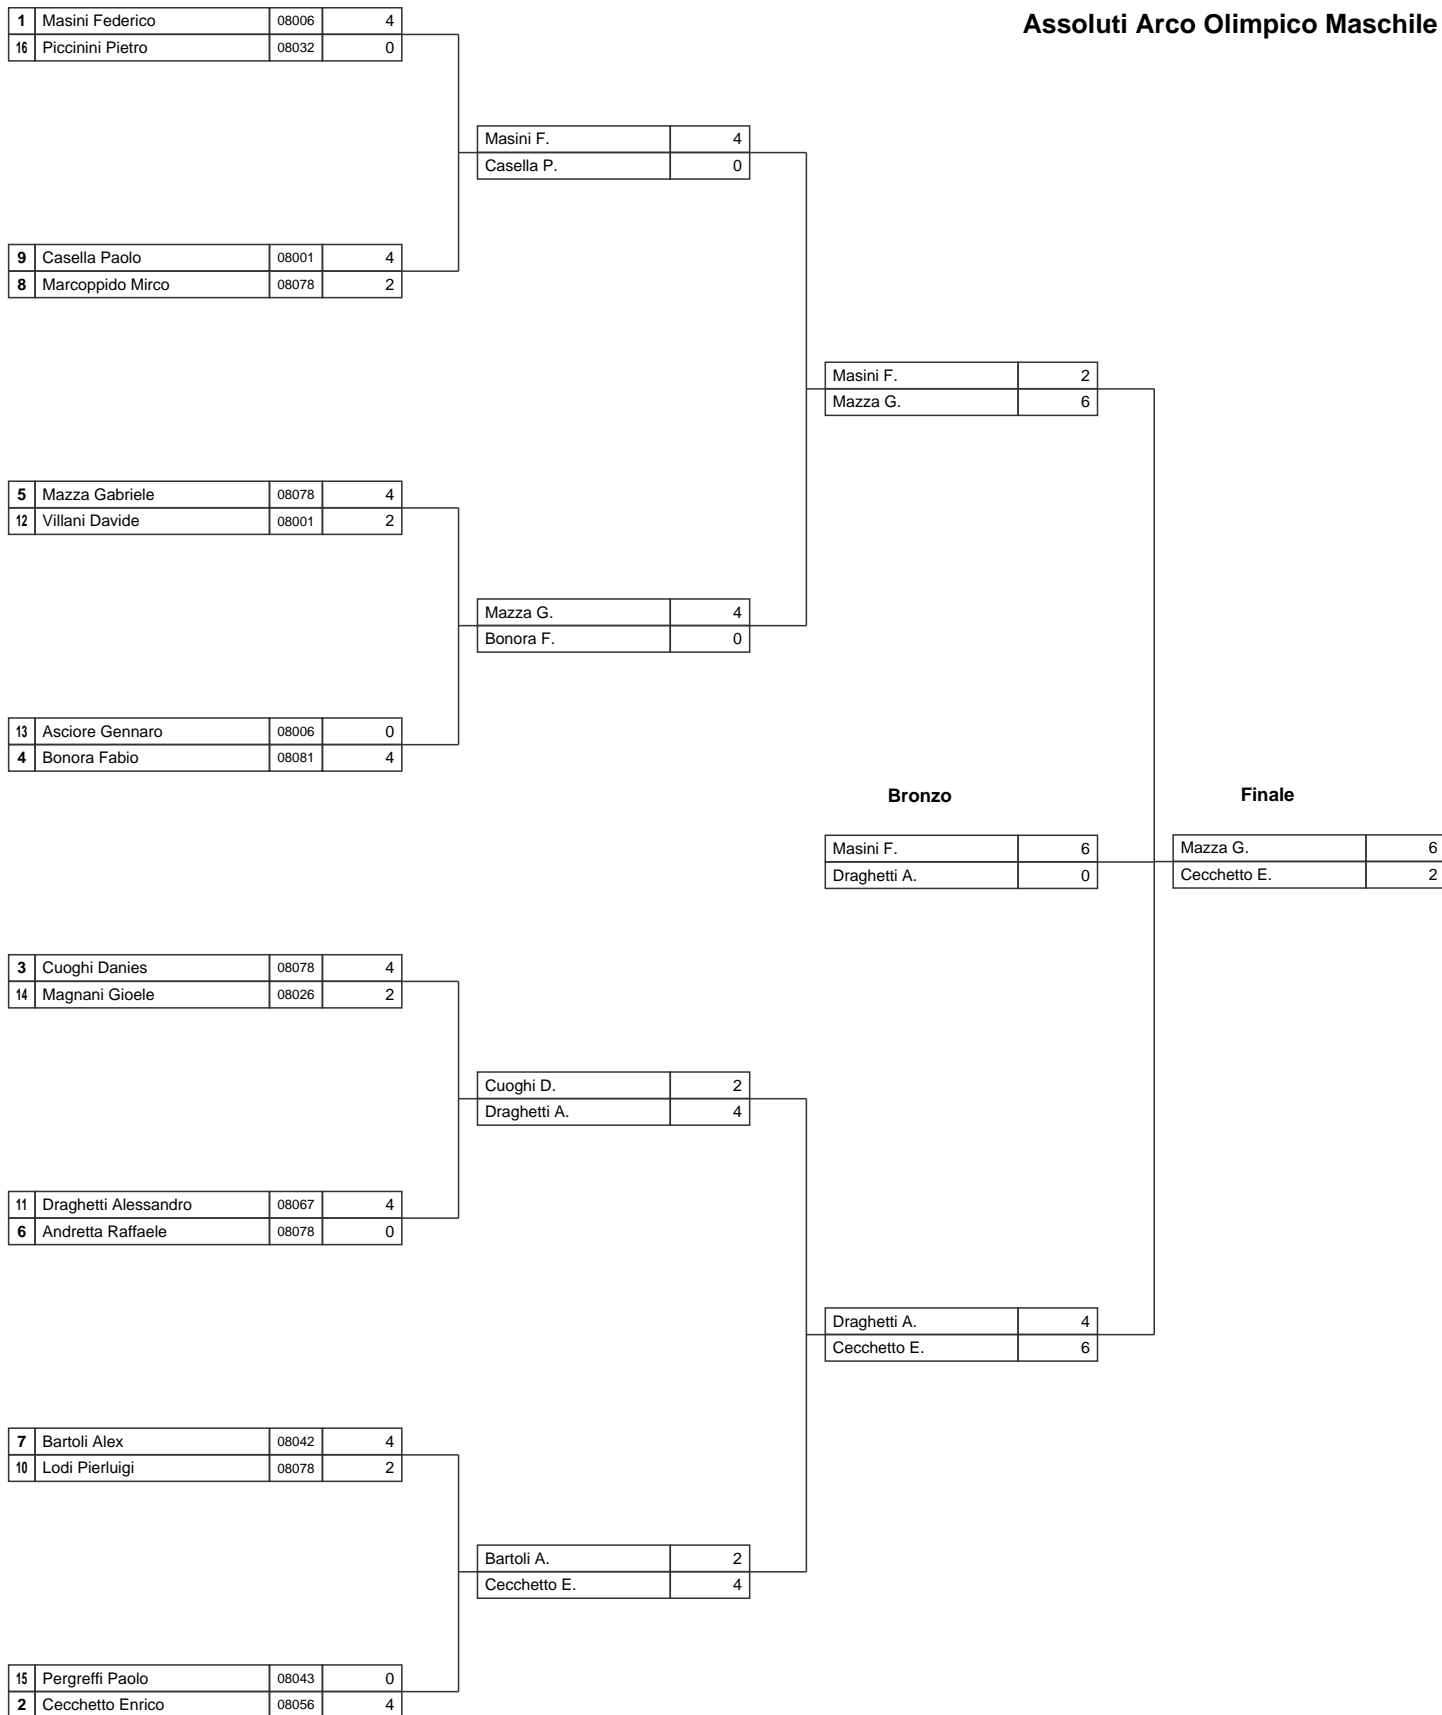 Assoluti Arco Olimpico Maschile
1 Masini Federico 08006 4
16 Piccinini Pietro 08032 0
Masini F. 4
Casella P. 0
9 Casella Paolo 08001 4
8 Marcoppido Mirco 08078 2
Masini F. 2
Mazza G. 6
5 Mazza Gabriele 08078 4
12 Villani Davide 08001 2
Mazza G. 4
Bonora F. 0
13 Asciore Gennaro 08006 0
4 Bonora Fabio 08081 4
Bronzo
Finale
Masini F. 6
Draghetti A. 0
Mazza G. 6
Cecchetto E. 2
3 Cuoghi Danies 08078 4
14 Magnani Gioele 08026 2
Cuoghi D. 2
Draghetti A. 4
11 Draghetti Alessandro 08067 4
6 Andretta Raffaele 08078 0
Draghetti A. 4
Cecchetto E. 6
7 Bartoli Alex 08042 4
10 Lodi Pierluigi 08078 2
Bartoli A. 2
Cecchetto E. 4
15 Pergreffi Paolo 08043 0
2 Cecchetto Enrico 08056 4